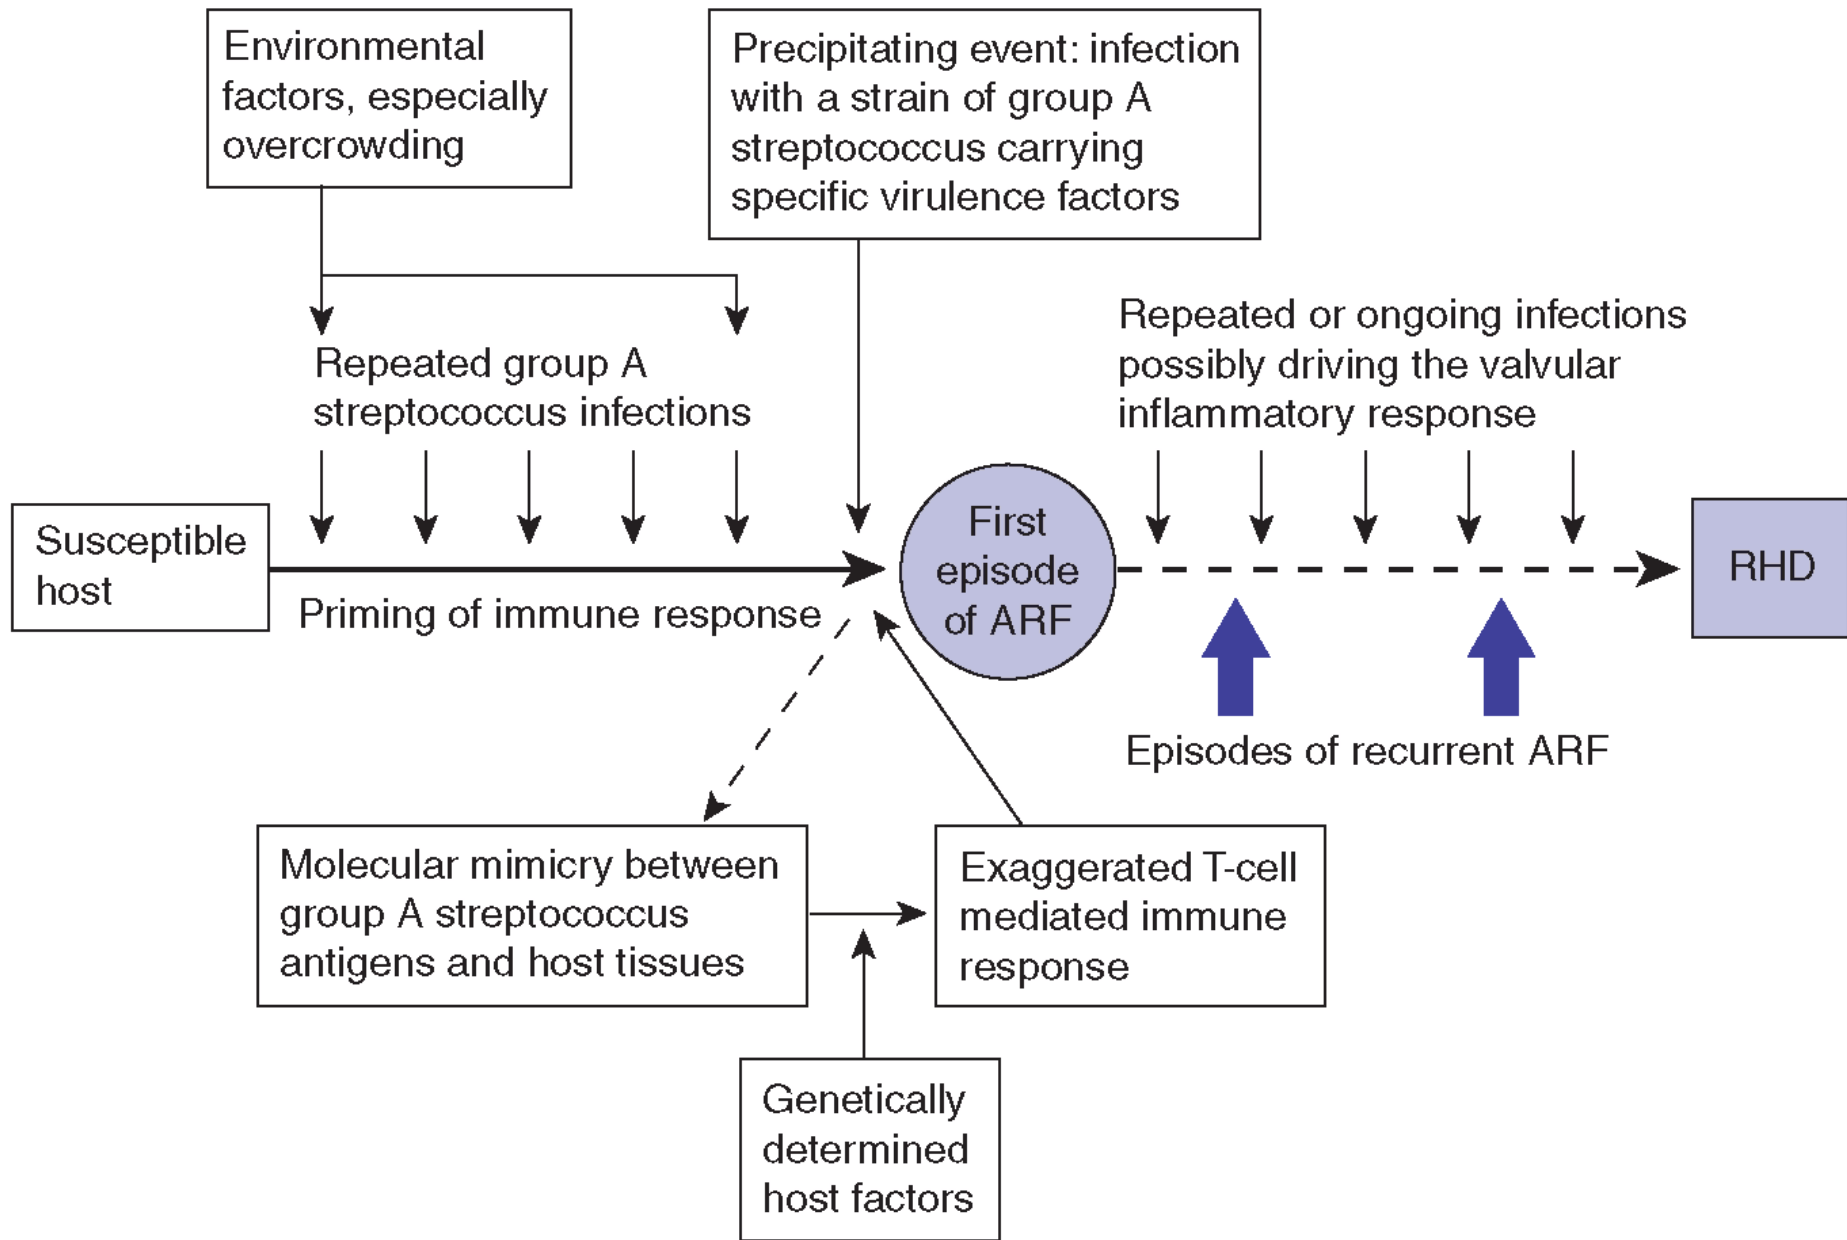 Environmental
factors, especially
overcrowding
Precipitating event: infection
with a strain of group A
streptococcus carrying
specific virulence factors
Repeated group A
streptococcus infections
Repeated or ongoing infections
possibly driving the valvular
inflammatory response
Susceptible
host
Priming of immune response
First
episode
of ARF
RHD
Episodes of recurrent ARF
Molecular mimicry between
group A streptococcus
antigens and host tissues
Exaggerated T-cell
mediated immune
response
Genetically
determined
host factors